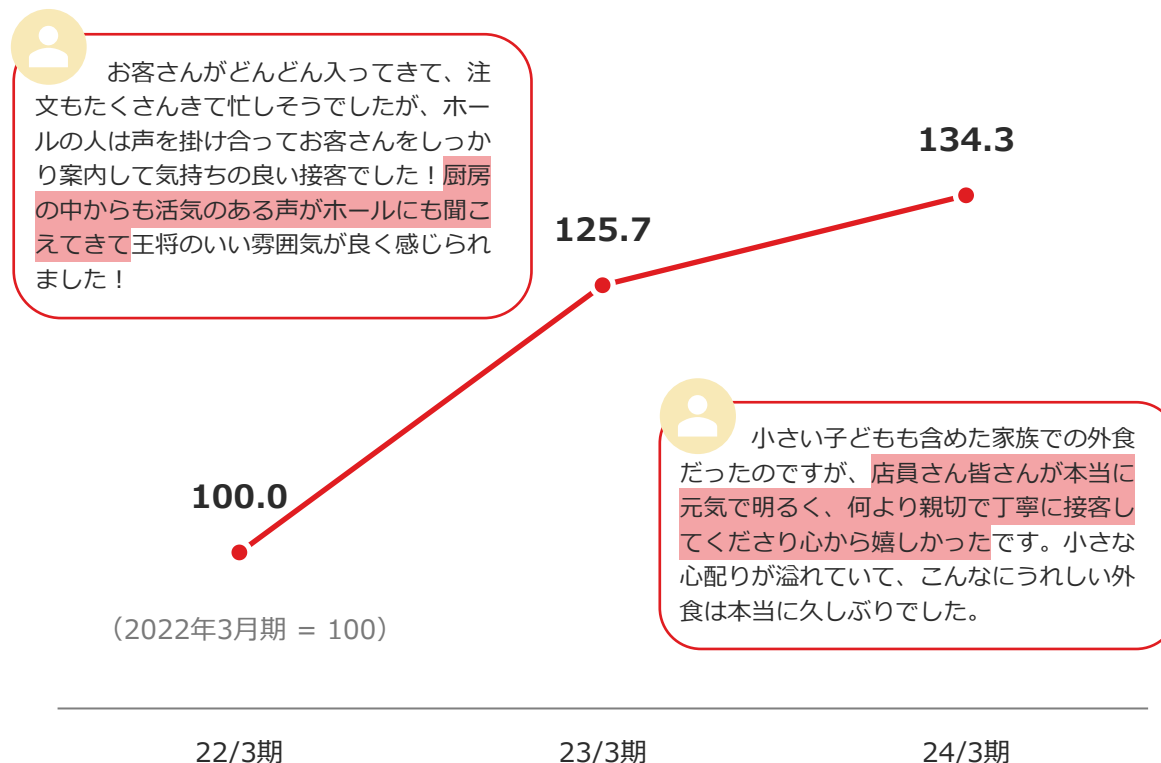 お客さんがどんどん入ってきて、注
文もたくさんきて忙しそうでしたが、ホー
ルの人は声を掛け合ってお客さんをしっか
り案内して気持ちの良い接客でした！厨房
の中からも活気のある声がホールにも聞こ
えてきて王将のいい雰囲気が良く感じられ
ました！
134.3
125.7
100.0
小さい子どもも含めた家族での外食
だったのですが、店員さん皆さんが本当に
元気で明るく、何より親切で丁寧に接客し
てくださり心から嬉しかったです。小さな
心配りが溢れていて、こんなにうれしい外
食は本当に久しぶりでした。
（2022年3月期 = 100）
22/3期
23/3期
24/3期